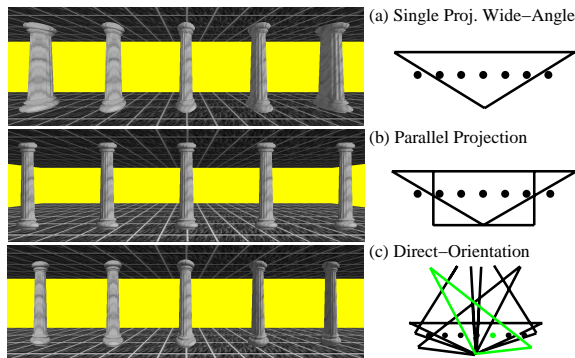 (a) Single Proj. Wide−Angle
(b) Parallel Projection
(c) Direct−Orientation